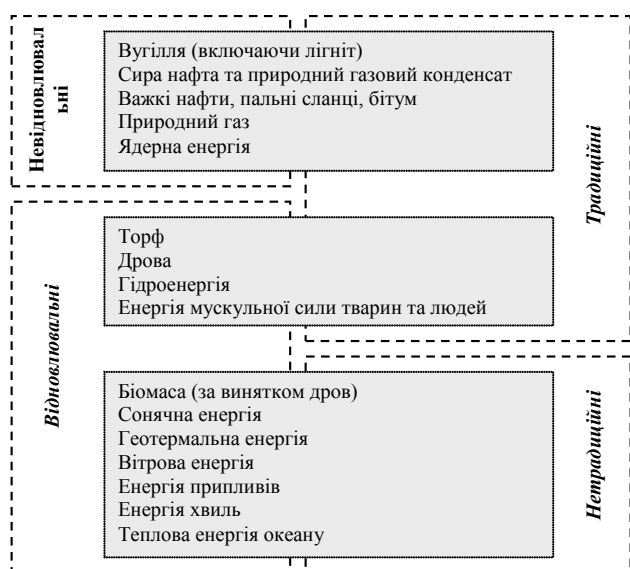 Невідновлювал
ьні
Вугілля (включаючи лігніт)
Сира нафта та природний газовий конденсат
Важкі нафти, пальні сланці, бітум
Природний газ
Ядерна енергія
Традиційні
Відновлювальні
Торф
Дрова
Гідроенергія
Енергія мускульної сили тварин та людей
Біомаса (за винятком дров)
Сонячна енергія
Геотермальна енергія
Вітрова енергія
Енергія припливів
Енергія хвиль
Теплова енергія океану
Нетрадиційні